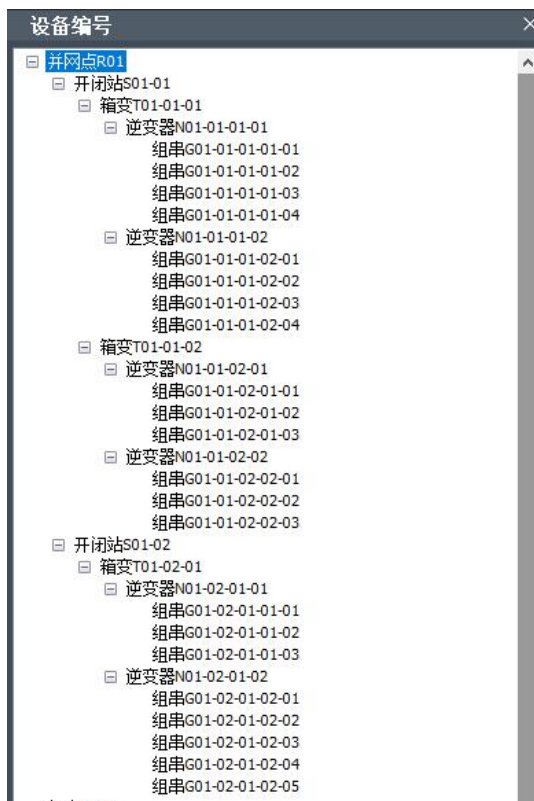 设备编号
并网点R01
开闭站S01-01
箱变T01-01-01
逆变器N01-01-01-01
组串G01-01-01-01-01
组串G01-01-01-01-02
组串G01-01-01-01-03
组串G01-01-01-01-04
逆变器N01-01-01-02
组串G01-01-01-02-01
组串G01-01-01-02-02
组串G01-01-01-02-03
组串G01-01-01-02-04
箱变T01-01-02
逆变器N01-01-02-01
组串G01-01-02-01-01
组串G01-01-02-01-02
组串G01-01-02-01-03
逆变器N01-01-02-02
组串G01-01-02-02-01
组串G01-01-02-02-02
组串G01-01-02-02-03
开闭站S01-02
箱变T01-02-01
逆变器N01-02-01-01
组串G01-02-01-01-01
组串G01-02-01-01-02
组串G01-02-01-01-03
逆变器N01-02-01-02
组串G01-02-01-02-01
组串G01-02-01-02-02
组串G01-02-01-02-03
组串G01-02-01-02-04
组串G01-02-01-02-05